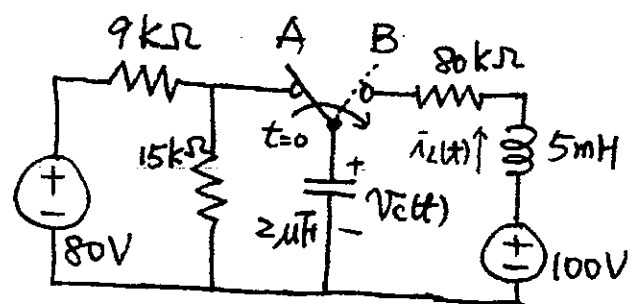 9kΩ
A
B
80kΩ
t=0
15kΩ
iL(t)
5mH
+
Vc(t)
−
2μF
+
−
80V
+
−
100V